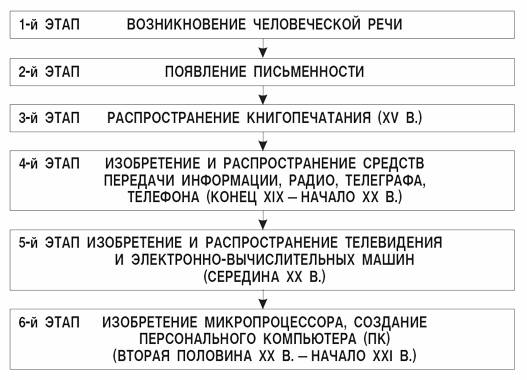 1-й ЭТАП ВОЗНИКНОВЕНИЕ ЧЕЛОВЕЧЕСКОЙ РЕЧИ
2-й ЭТАП ПОЯВЛЕНИЕ ПИСЬМЕННОСТИ
3-й ЭТАП РАСПРОСТРАНЕНИЕ КНИГОПЕЧАТАНИЯ (XV В.)
4-й ЭТАП ИЗОБРЕТЕНИЕ И РАСПРОСТРАНЕНИЕ СРЕДСТВ
ПЕРЕДАЧИ ИНФОРМАЦИИ, РАДИО, ТЕЛЕГРАФА,
ТЕЛЕФОНА (КОНЕЦ XIX – НАЧАЛО XX В.)
5-й ЭТАП ИЗОБРЕТЕНИЕ И РАСПРОСТРАНЕНИЕ ТЕЛЕВИДЕНИЯ
И ЭЛЕКТРОННО-ВЫЧИСЛИТЕЛЬНЫХ МАШИН
(СЕРЕДИНА XX В.)
6-й ЭТАП ИЗОБРЕТЕНИЕ МИКРОПРОЦЕССОРА, СОЗДАНИЕ
ПЕРСОНАЛЬНОГО КОМПЬЮТЕРА (ПК)
(ВТОРАЯ ПОЛОВИНА XX В. – НАЧАЛО XXI В.)